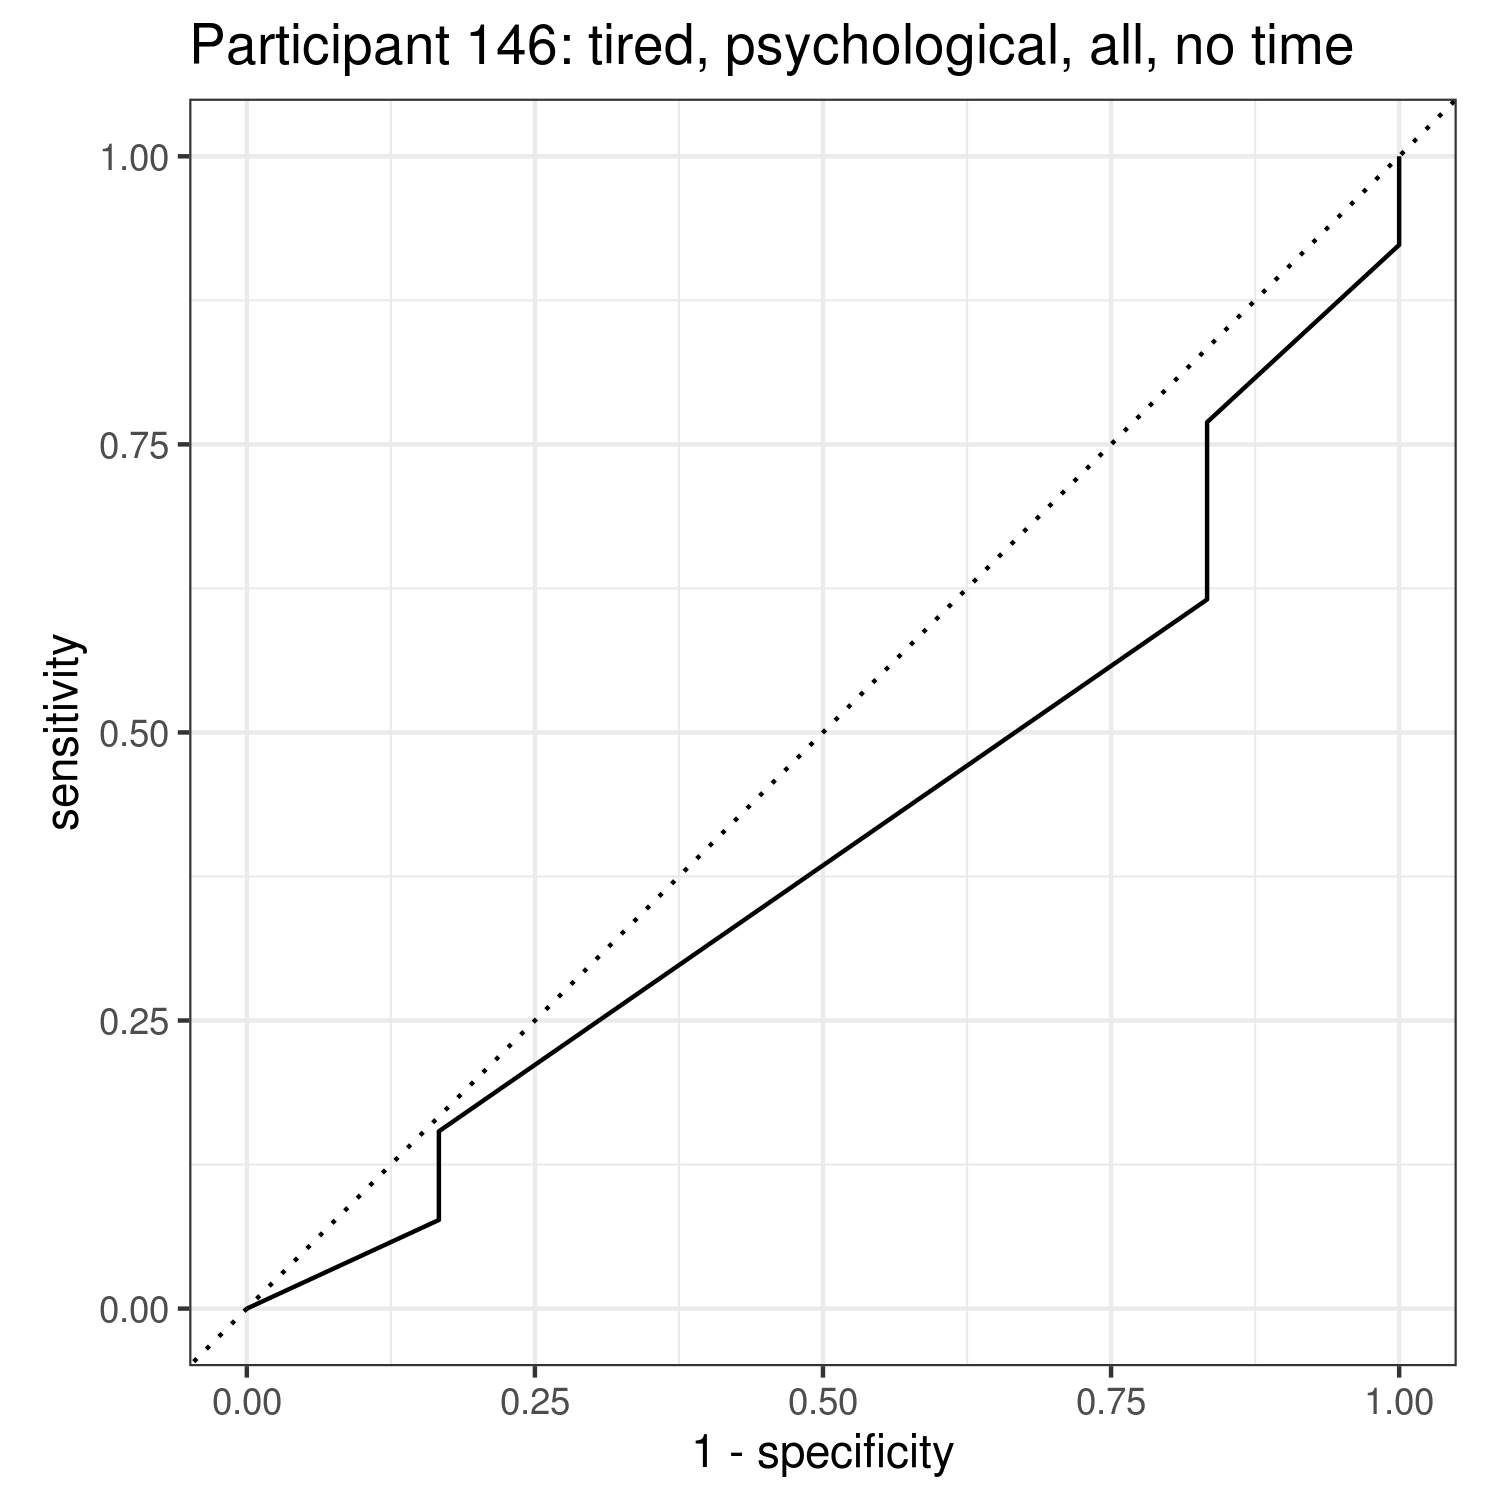 Participant 146: tired, psychological, all, no time
1.00
0.75
0.50
0.25
0.00
sensitivity
0.00 0.25 0.50 0.75 1.00
1 - specificity